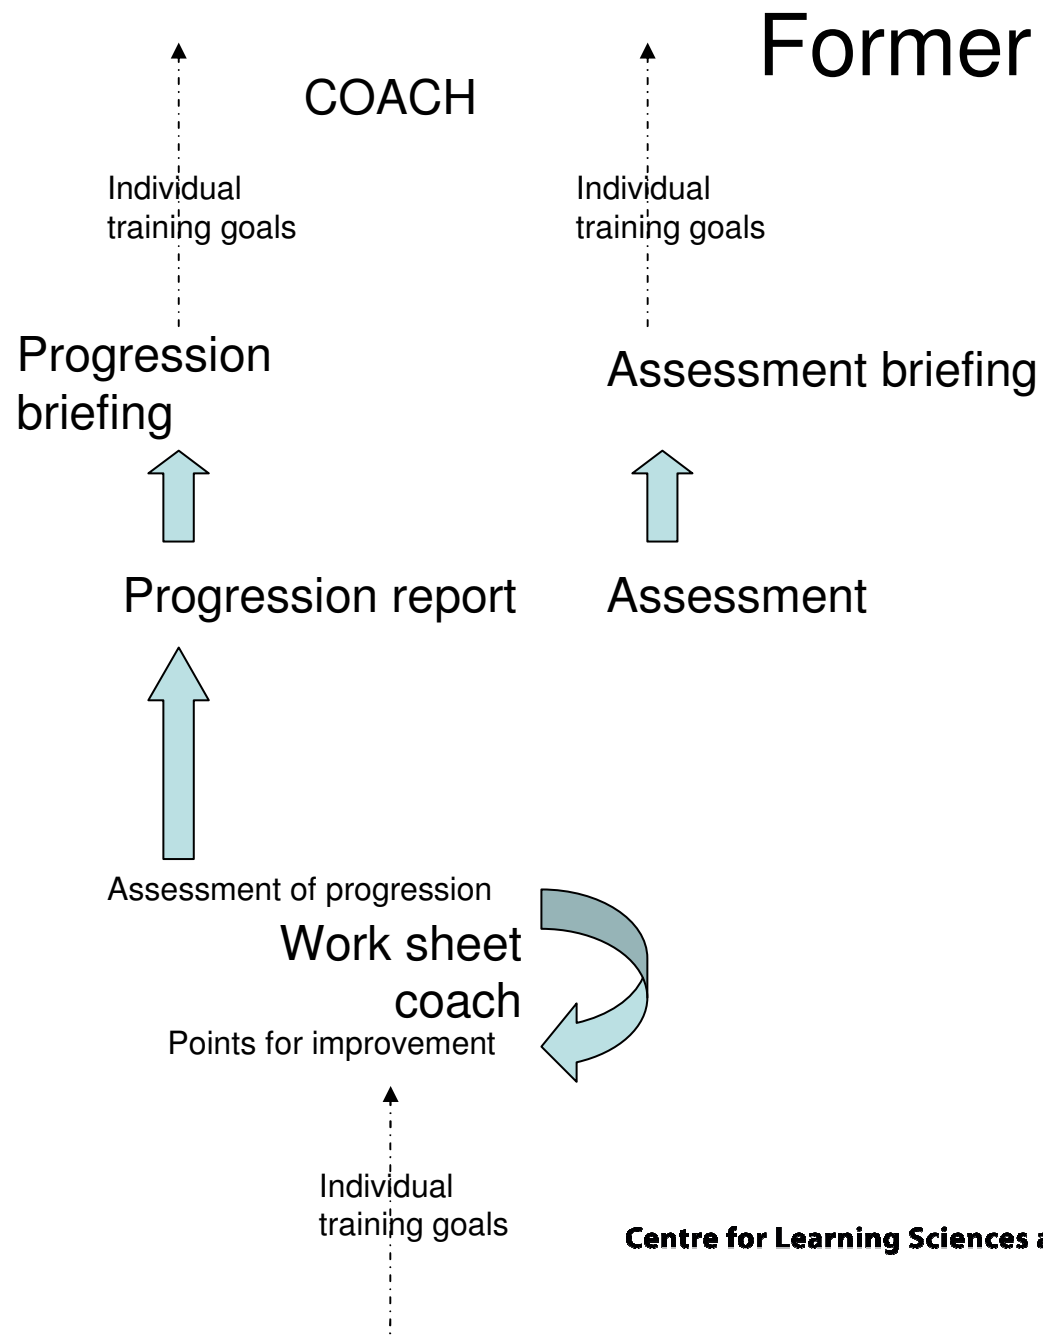 Former
COACH
Individual
training goals
Individual
training goals
Progression
briefing
Assessment briefing
Progression report
Assessment
Assessment of progression
Work sheet
coach
Points for improvement
Individual
training goals
Centre for Learning Sciences